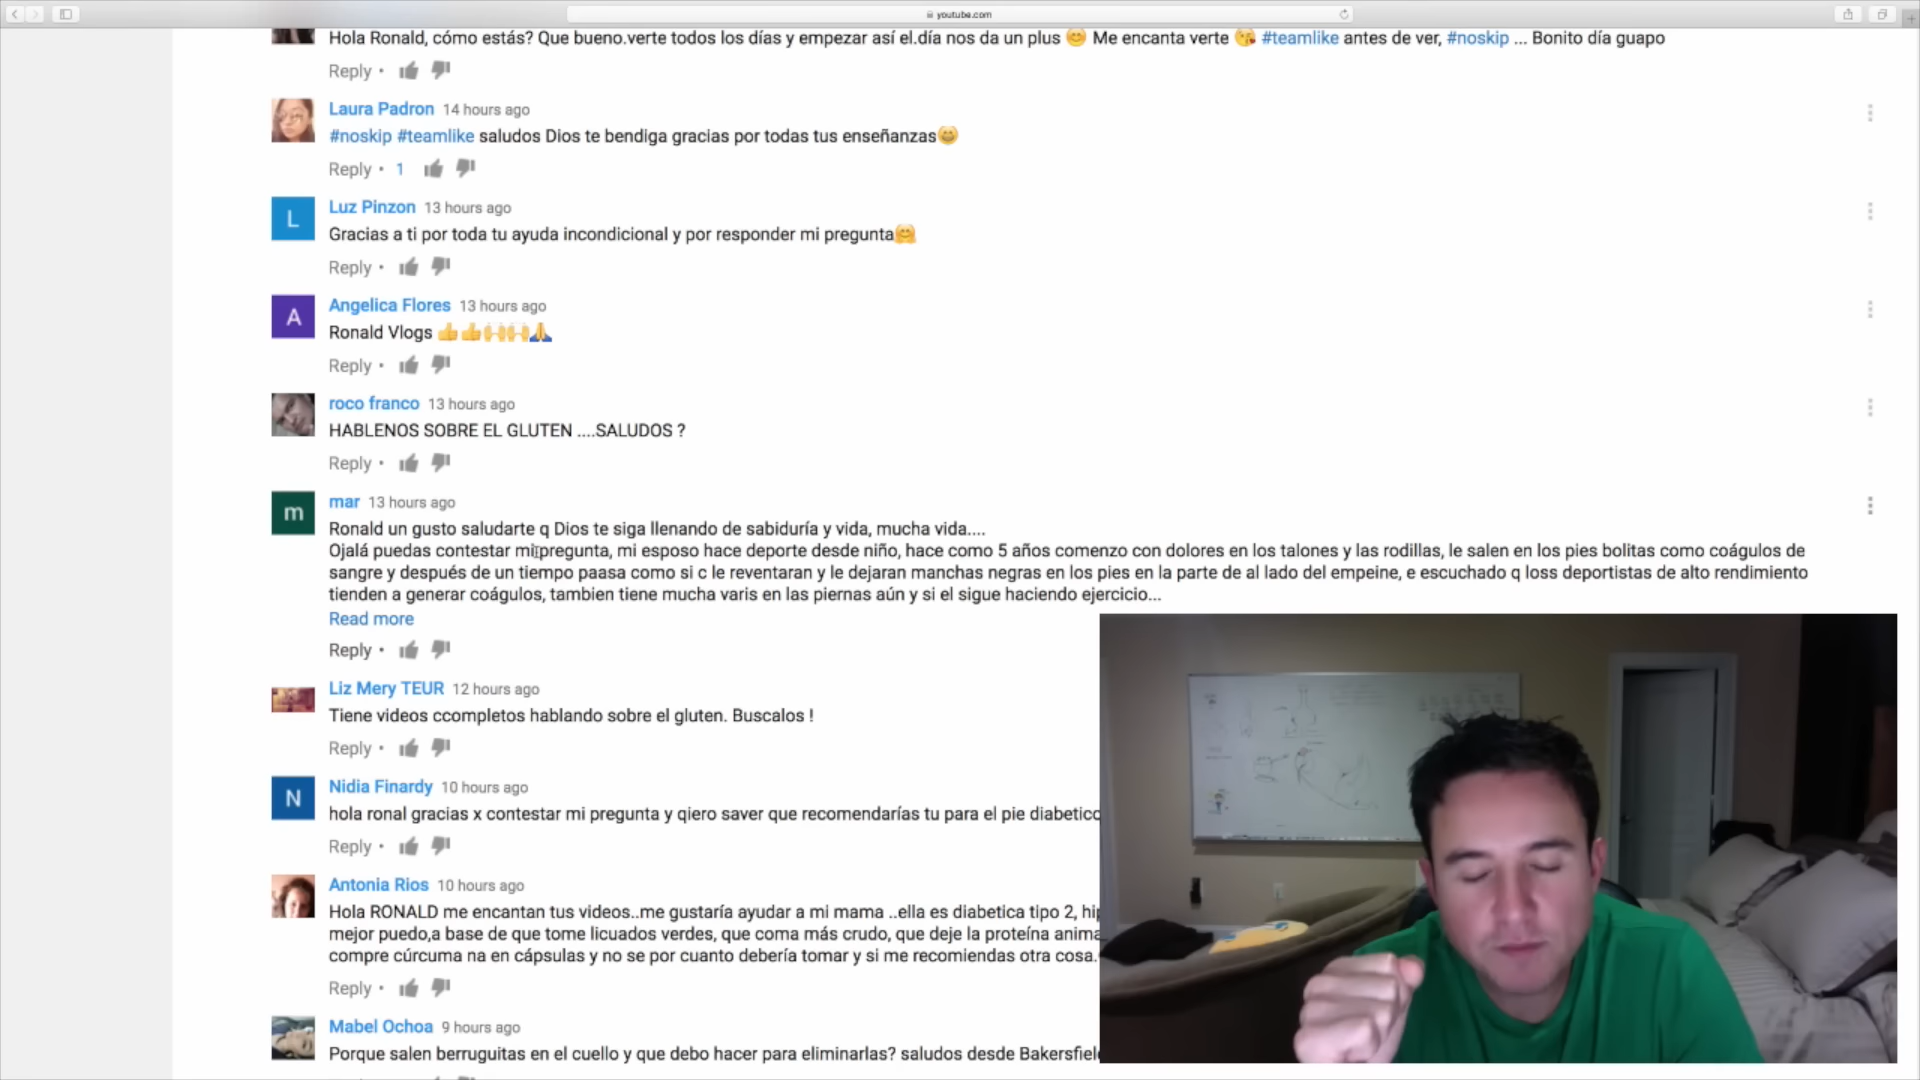 youtube.com
Hola Ronald, cómo estás? Que bueno.verte todos los días y empezar así el.día nos da un plus 😊 Me encanta verte 😘 #teamlike antes de ver, #noskip ... Bonito día guapo
Reply •
Laura Padron 14 hours ago
#noskip #teamlike saludos Dios te bendiga gracias por todas tus enseñanzas😊
Reply • 1
L
Luz Pinzon 13 hours ago
Gracias a ti por toda tu ayuda incondicional y por responder mi pregunta🤗
Reply •
A
Angelica Flores 13 hours ago
Ronald Vlogs 👍👍🙌🙌🙏
Reply •
roco franco 13 hours ago
HABLENOS SOBRE EL GLUTEN ....SALUDOS ?
Reply •
m
mar 13 hours ago
Ronald un gusto saludarte q Dios te siga llenando de sabiduría y vida, mucha vida....
Ojalá puedas contestar mi pregunta, mi esposo hace deporte desde niño, hace como 5 años comenzo con dolores en los talones y las rodillas, le salen en los pies bolitas como coágulos de
sangre y después de un tiempo paasa como si c le reventaran y le dejaran manchas negras en los pies en la parte de al lado del empeine, e escuchado q loss deportistas de alto rendimiento
tienden a generar coágulos, tambien tiene mucha varis en las piernas aún y si el sigue haciendo ejercicio...
Read more
Reply •
Liz Mery TEUR 12 hours ago
Tiene videos ccompletos hablando sobre el gluten. Buscalos !
Reply •
N
Nidia Finardy 10 hours ago
hola ronal gracias x contestar mi pregunta y qiero saver que recomendarías tu para el pie diabetico
Reply •
Antonia Rios 10 hours ago
Hola RONALD me encantan tus videos..me gustaría ayudar a mi mama ..ella es diabetica tipo 2,
mejor puedo,a base de que tome licuados verdes, que coma más crudo, que deje la proteína anima
compre cúrcuma na en cápsulas y no se por cuanto debería tomar y si me recomiendas otra cosa.
Reply •
Mabel Ochoa 9 hours ago
Porque salen berruguitas en el cuello y que debo hacer para eliminarlas? saludos desde Bakersfiel